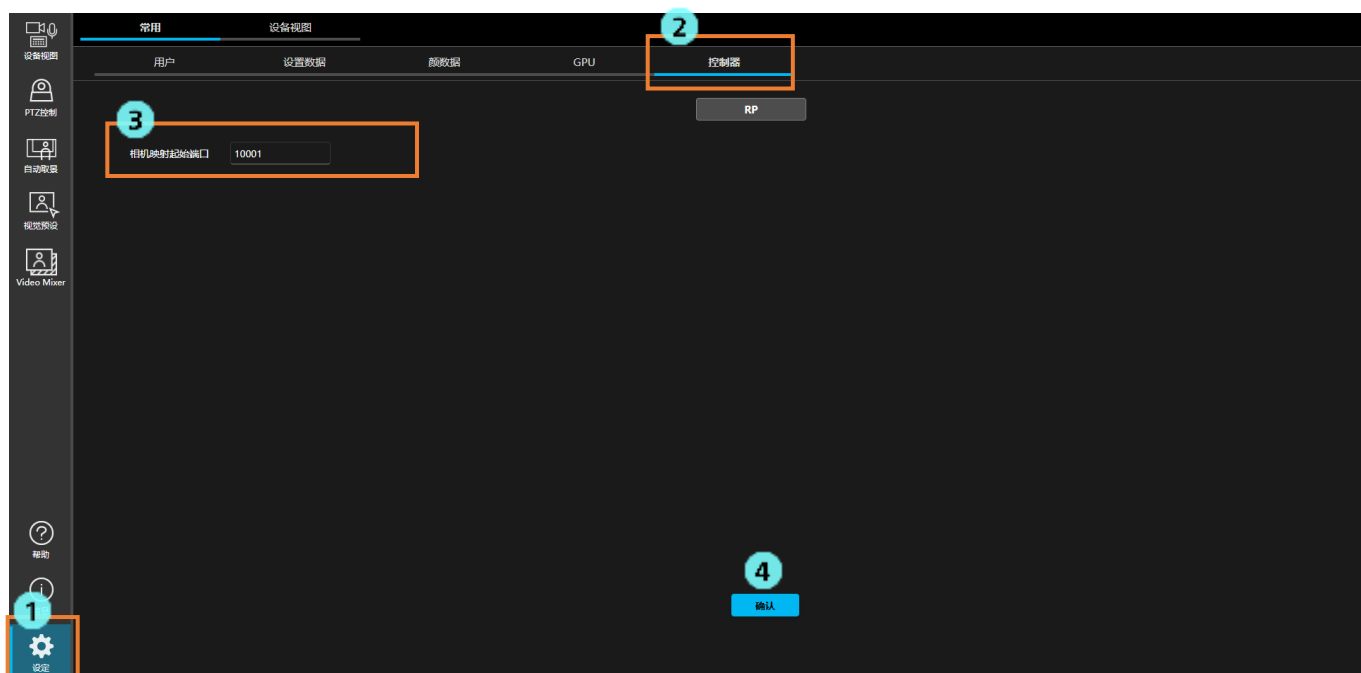 常用
设备视图
2
用户
设置数据
颜数据
GPU
控制器
RP
3
相机映射起始端口
10001
设备视图
PTZ控制
自动取景
视觉预设
Video Mixer
帮助
1
设定
4
确认